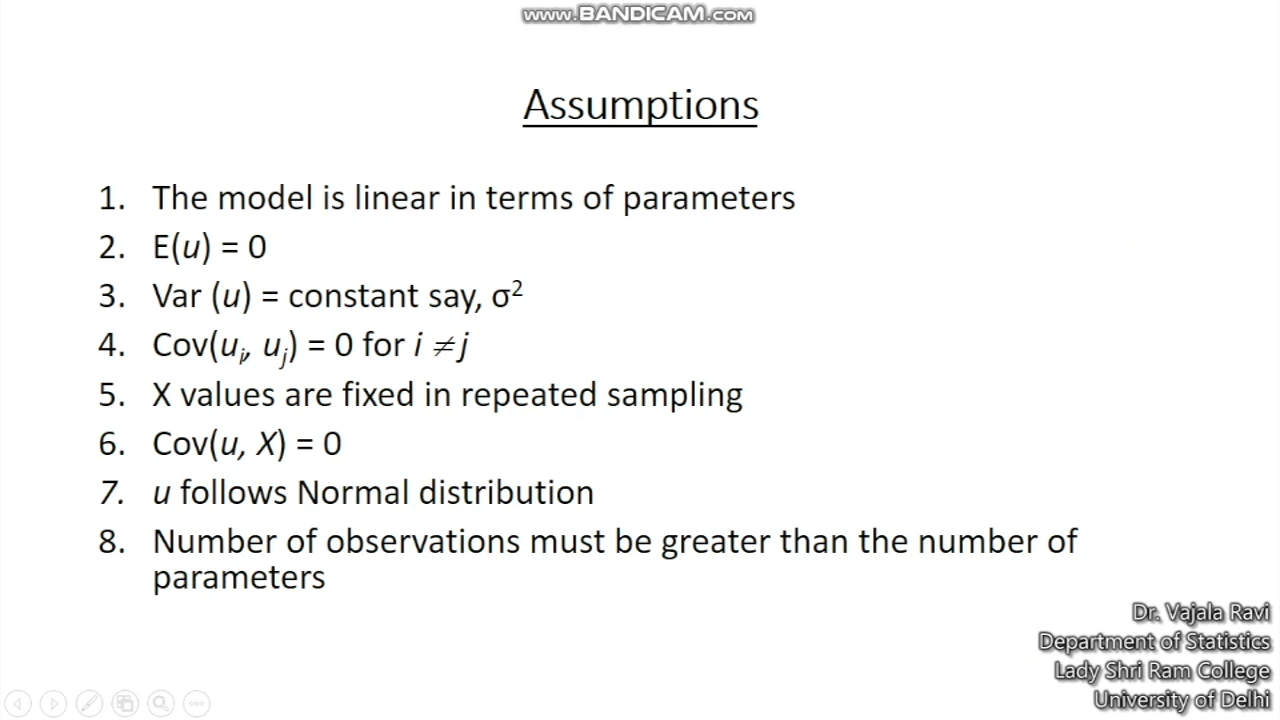 www.BANDICAM.com
Assumptions
1. The model is linear in terms of parameters
2. E(u) = 0
3. Var (u) = constant say, σ²
4. Cov(uᵢ, uⱼ) = 0 for i ≠ j
5. X values are fixed in repeated sampling
6. Cov(u, X) = 0
7. u follows Normal distribution
8. Number of observations must be greater than the number of
parameters
Dr. Vajala Ravi
Department of Statistics
Lady Shri Ram College
University of Delhi